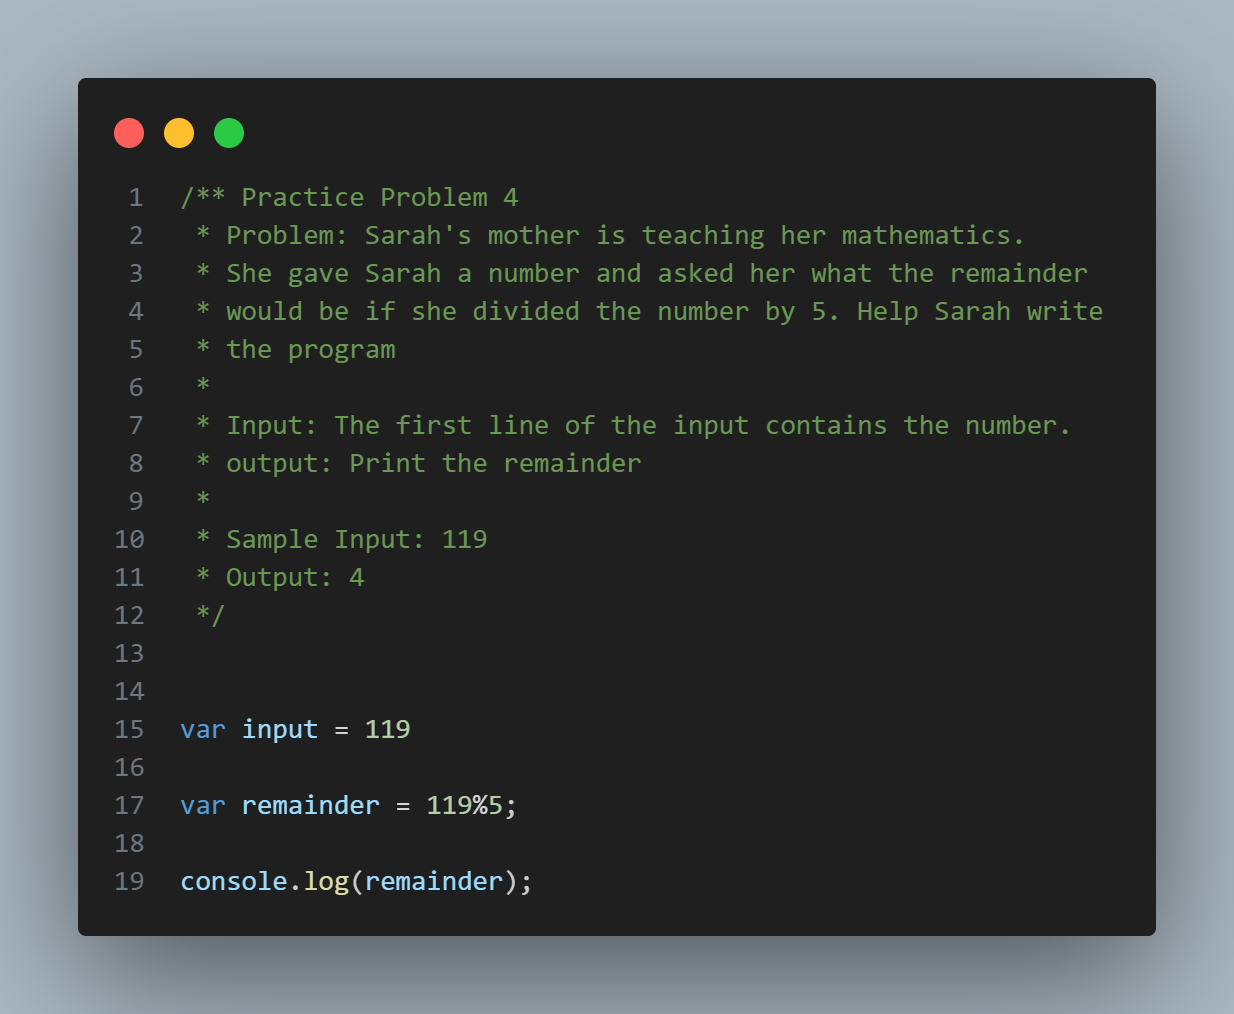 1 /** Practice Problem 4
2  * Problem: Sarah's mother is teaching her mathematics.
3  * She gave Sarah a number and asked her what the remainder
4  * would be if she divided the number by 5. Help Sarah write
5  * the program
6  *
7  * Input: The first line of the input contains the number.
8  * output: Print the remainder
9  *
10  * Sample Input: 119
11  * Output: 4
12  */
13
14
15 var input = 119
16
17 var remainder = 119%5;
18
19 console.log(remainder);